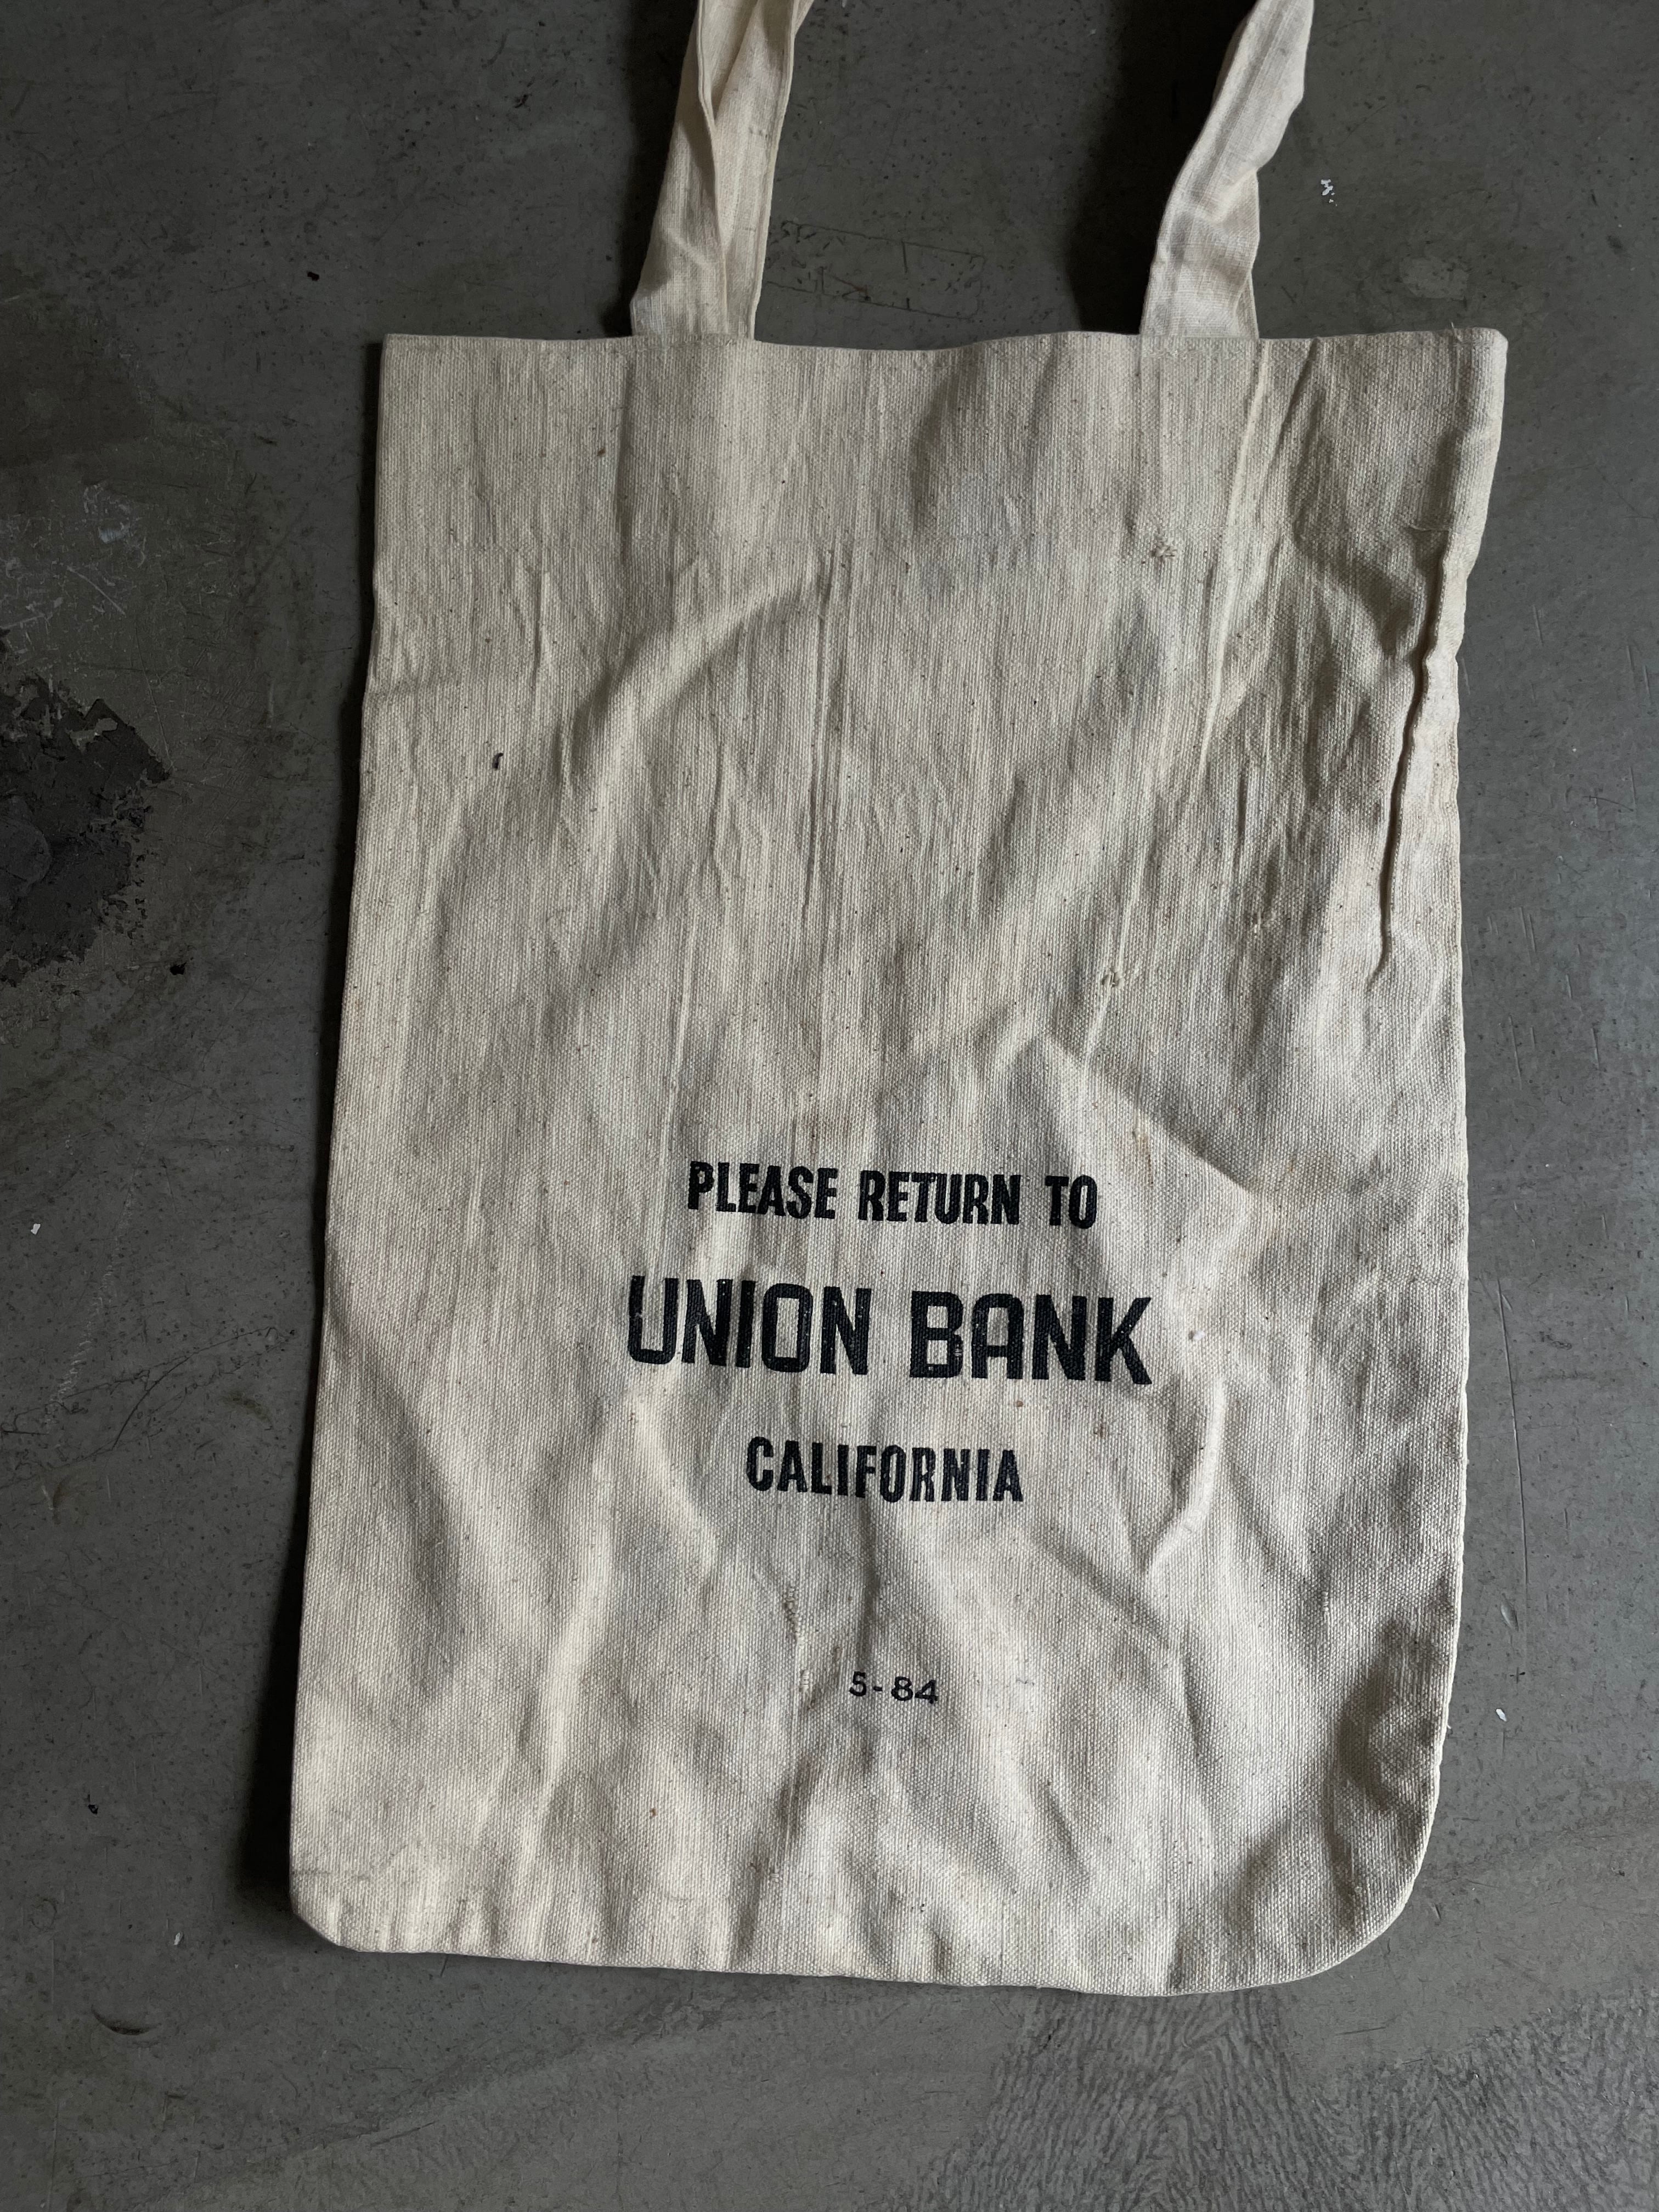 PLEASE RETURN TO
UNION BANK
CALIFORNIA
5-84